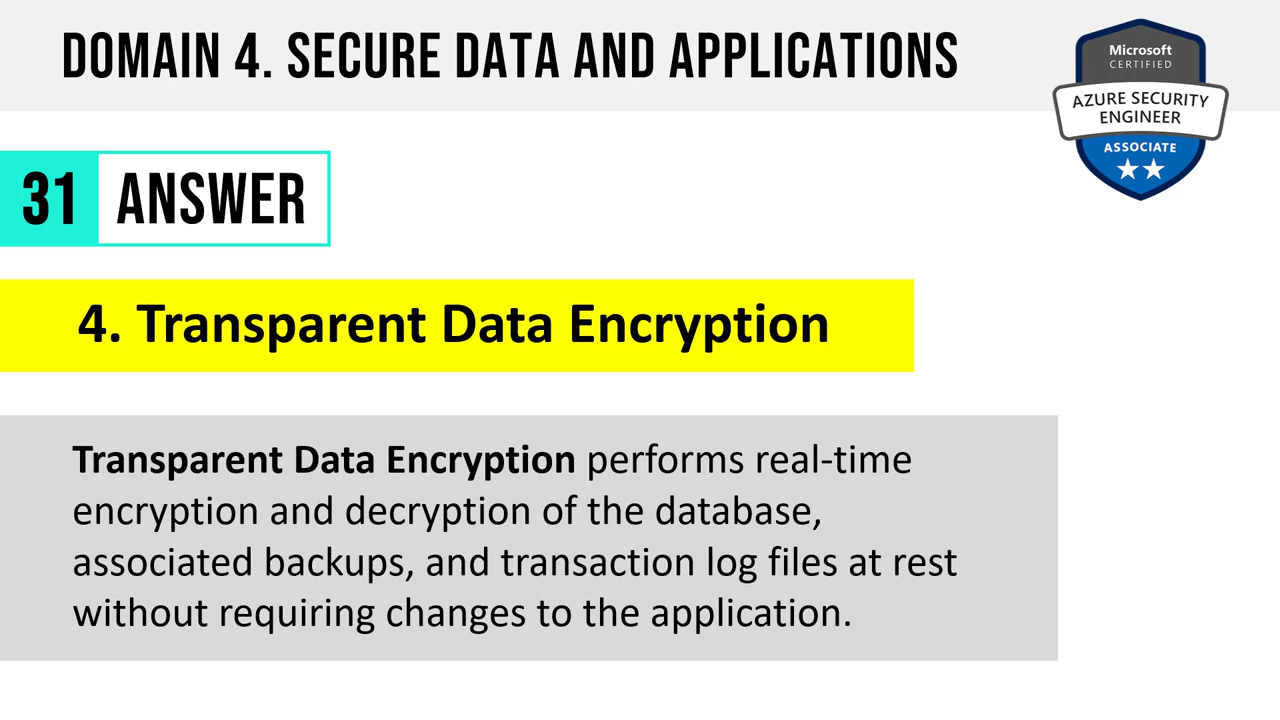 DOMAIN 4. SECURE DATA AND APPLICATIONS
Microsoft
CERTIFIED
AZURE SECURITY
ENGINEER
ASSOCIATE
31 ANSWER
4. Transparent Data Encryption
Transparent Data Encryption performs real-time
encryption and decryption of the database,
associated backups, and transaction log files at rest
without requiring changes to the application.